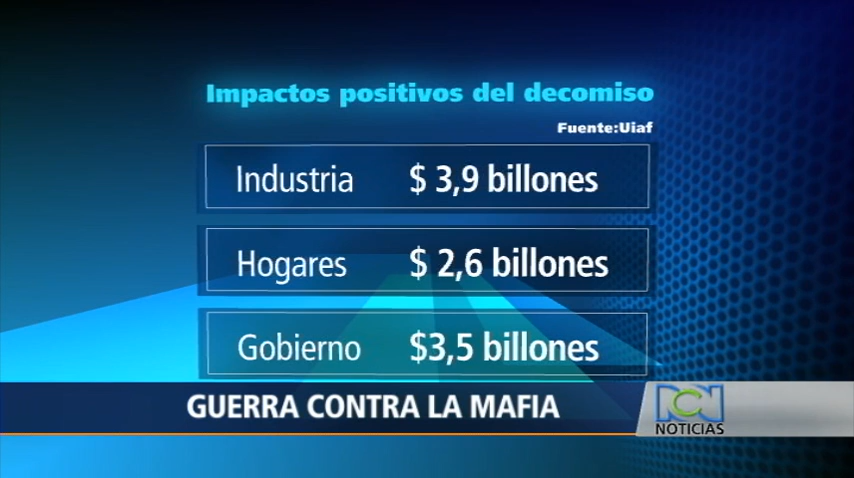 Impactos positivos del decomiso
Fuente:Uiaf
Industria $ 3,9 billones
Hogares $ 2,6 billones
Gobierno $3,5 billones
GUERRA CONTRA LA MAFIA
RCN
NOTICIAS